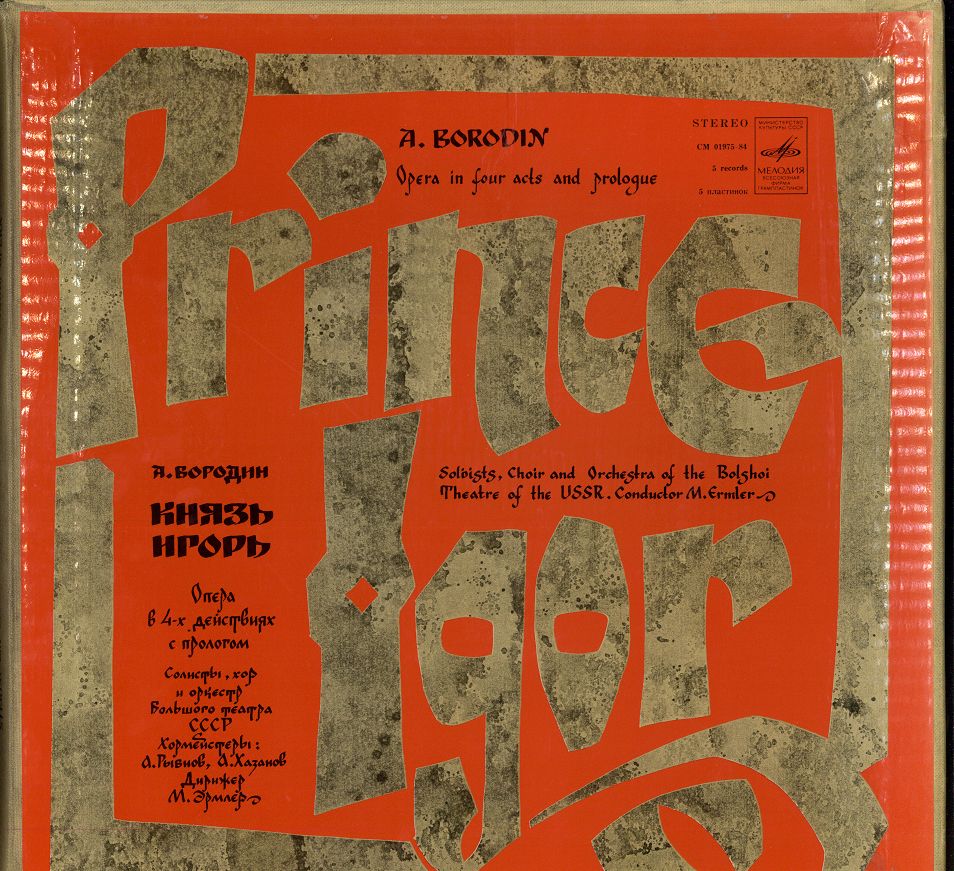 Prince
A. BORODIN
Opera in four acts and prologue
STEREO
СМ 01975-84
5 records
5 пластинок
МИНИСТЕРСТВО
КУЛЬТУРЫ СССР
МЕЛОДИЯ
ВСЕСОЮЗНАЯ
ФИРМА
ГРАМПЛАСТИНОК
Igor
Soloists, Choir and Orchestra of the Bolshoi
Theatre of the USSR. Conductor M. Ermler
А. БОРОДИН
КНЯЗЬ
ИГОРЬ
Опера
в 4-х действиях
с прологом
Солисты, хор
и оркестр
Большого театра
СССР
Хормейстеры:
А. Рыбнов, А. Хазанов
Дирижер
М. Эрмлер